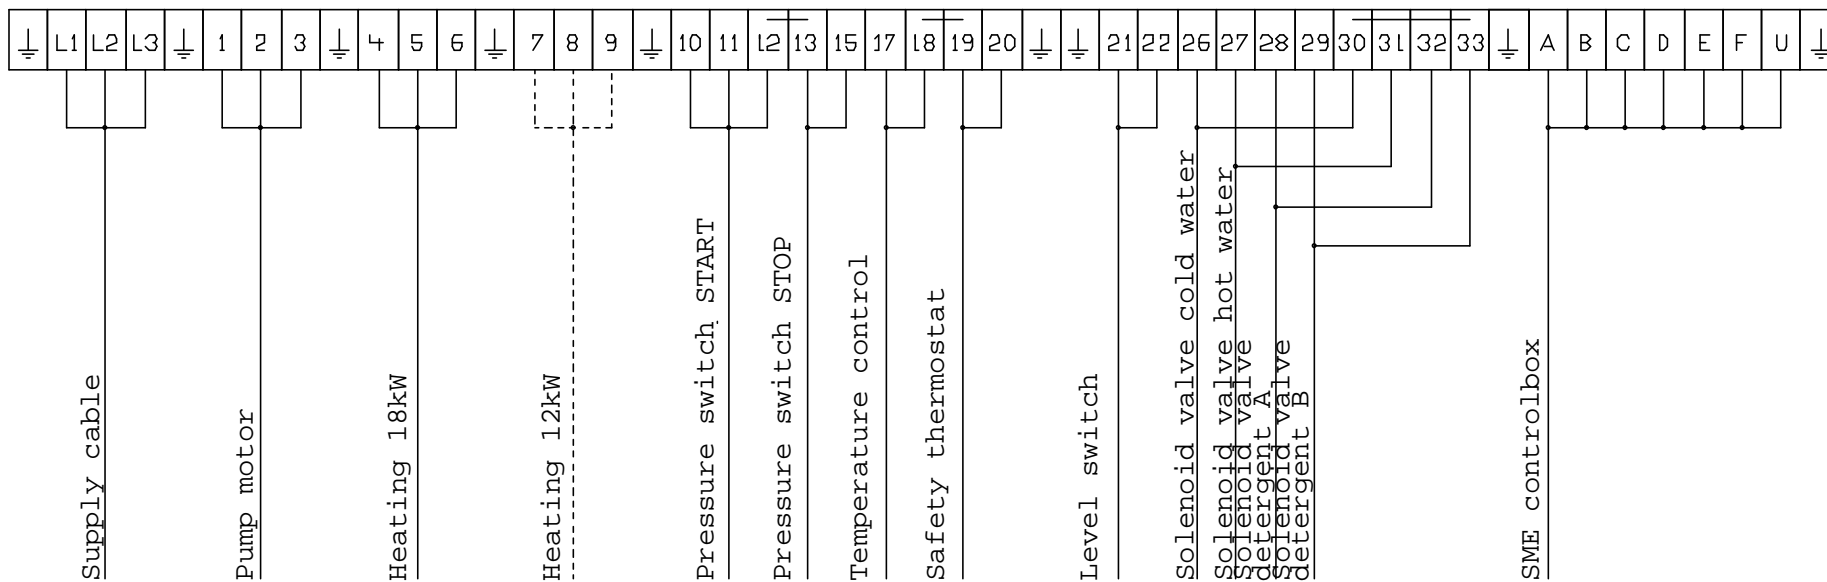 L1 L2 L3 1 2 3 4 5 6 7 8 9 10 11 12 13 15 17 18 19 20 21 22 26 27 28 29 30 31 32 33 A B C D E F U
Supply cable
Pump motor
Heating 18kW
Heating 12kW
Pressure switch START
Pressure switch STOP
Temperature control
Safety thermostat
Level switch
Solenoid valve cold water
Solenoid valve hot water
Solenoid valve
detergent A
Solenoid valve
detergent B
SME controlbox